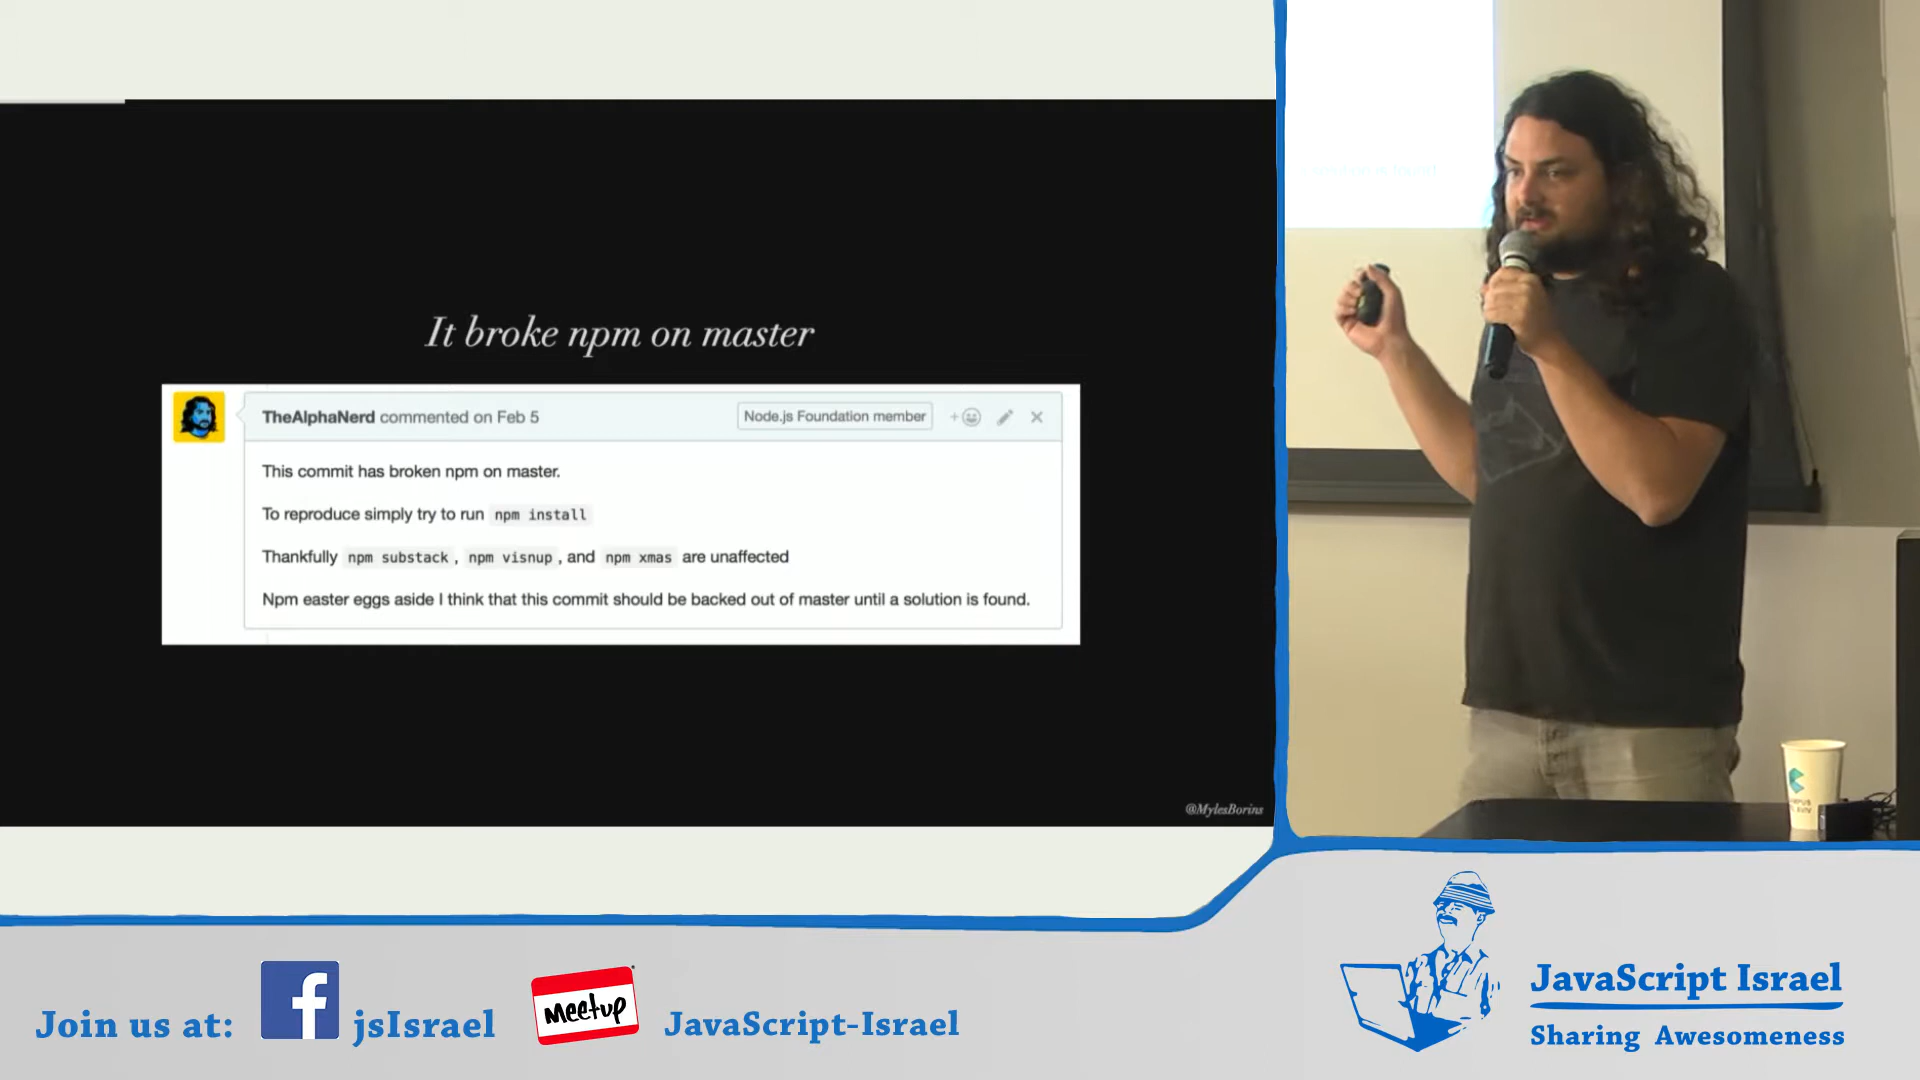 It broke npm on master
TheAlphaNerd commented on Feb 5
Node.js Foundation member
This commit has broken npm on master.
To reproduce simply try to run npm install
Thankfully npm substack, npm visnup, and npm xmas are unaffected
Npm easter eggs aside I think that this commit should be backed out of master until a solution is found.
@MylesBorins
Join us at:
f
jsIsrael
Meetup
JavaScript-Israel
JavaScript Israel
Sharing Awesomeness